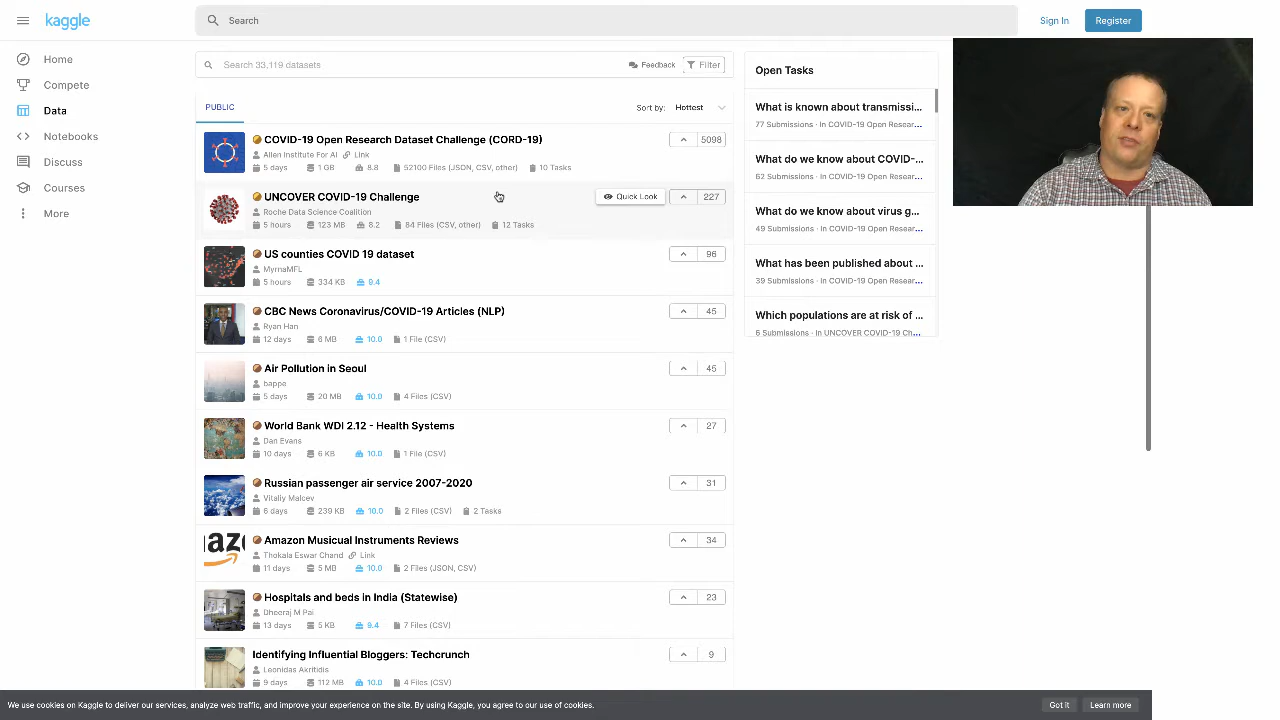 kaggle
Search
Sign In
Register
Home
Compete
Data
Notebooks
Discuss
Courses
More
Search 33,119 datasets
Feedback
Filter
PUBLIC
Sort by: Hottest
COVID-19 Open Research Dataset Challenge (CORD-19)
Allen Institute For AI Link
5 days 1 GB 8.8 52100 Files (JSON, CSV, other) 10 Tasks
5098
UNCOVER COVID-19 Challenge
Roche Data Science Coalition
5 hours 123 MB 8.2 84 Files (CSV, other) 12 Tasks
Quick Look
227
US counties COVID 19 dataset
MyrnaMFL
5 hours 334 KB 9.4
96
CBC News Coronavirus/COVID-19 Articles (NLP)
Ryan Han
12 days 6 MB 10.0 1 File (CSV)
45
Air Pollution in Seoul
bappe
5 days 20 MB 10.0 4 Files (CSV)
45
World Bank WDI 2.12 - Health Systems
Dan Evans
10 days 6 KB 10.0 1 File (CSV)
27
Russian passenger air service 2007-2020
Vitaliy Malcev
6 days 239 KB 10.0 2 Files (CSV) 2 Tasks
31
azo
Amazon Musicual Instruments Reviews
Thokala Eswar Chand Link
11 days 5 MB 10.0 2 Files (JSON, CSV)
34
Hospitals and beds in India (Statewise)
Dheeraj M Pai
13 days 5 KB 9.4 7 Files (CSV)
23
Identifying Influential Bloggers: Techcrunch
Leonidas Akritidis
9 days 112 MB 10.0 4 Files (CSV)
9
Open Tasks
What is known about transmissi...
77 Submissions · In COVID-19 Open Resear...
What do we know about COVID-...
62 Submissions · In COVID-19 Open Resear...
What do we know about virus g...
49 Submissions · In COVID-19 Open Resear...
What has been published about ...
39 Submissions · In COVID-19 Open Resear...
Which populations are at risk of ...
6 Submissions · In UNCOVER COVID-19 Ch...
We use cookies on Kaggle to deliver our services, analyze web traffic, and improve your experience on the site. By using Kaggle, you agree to our use of cookies.
Got it
Learn more